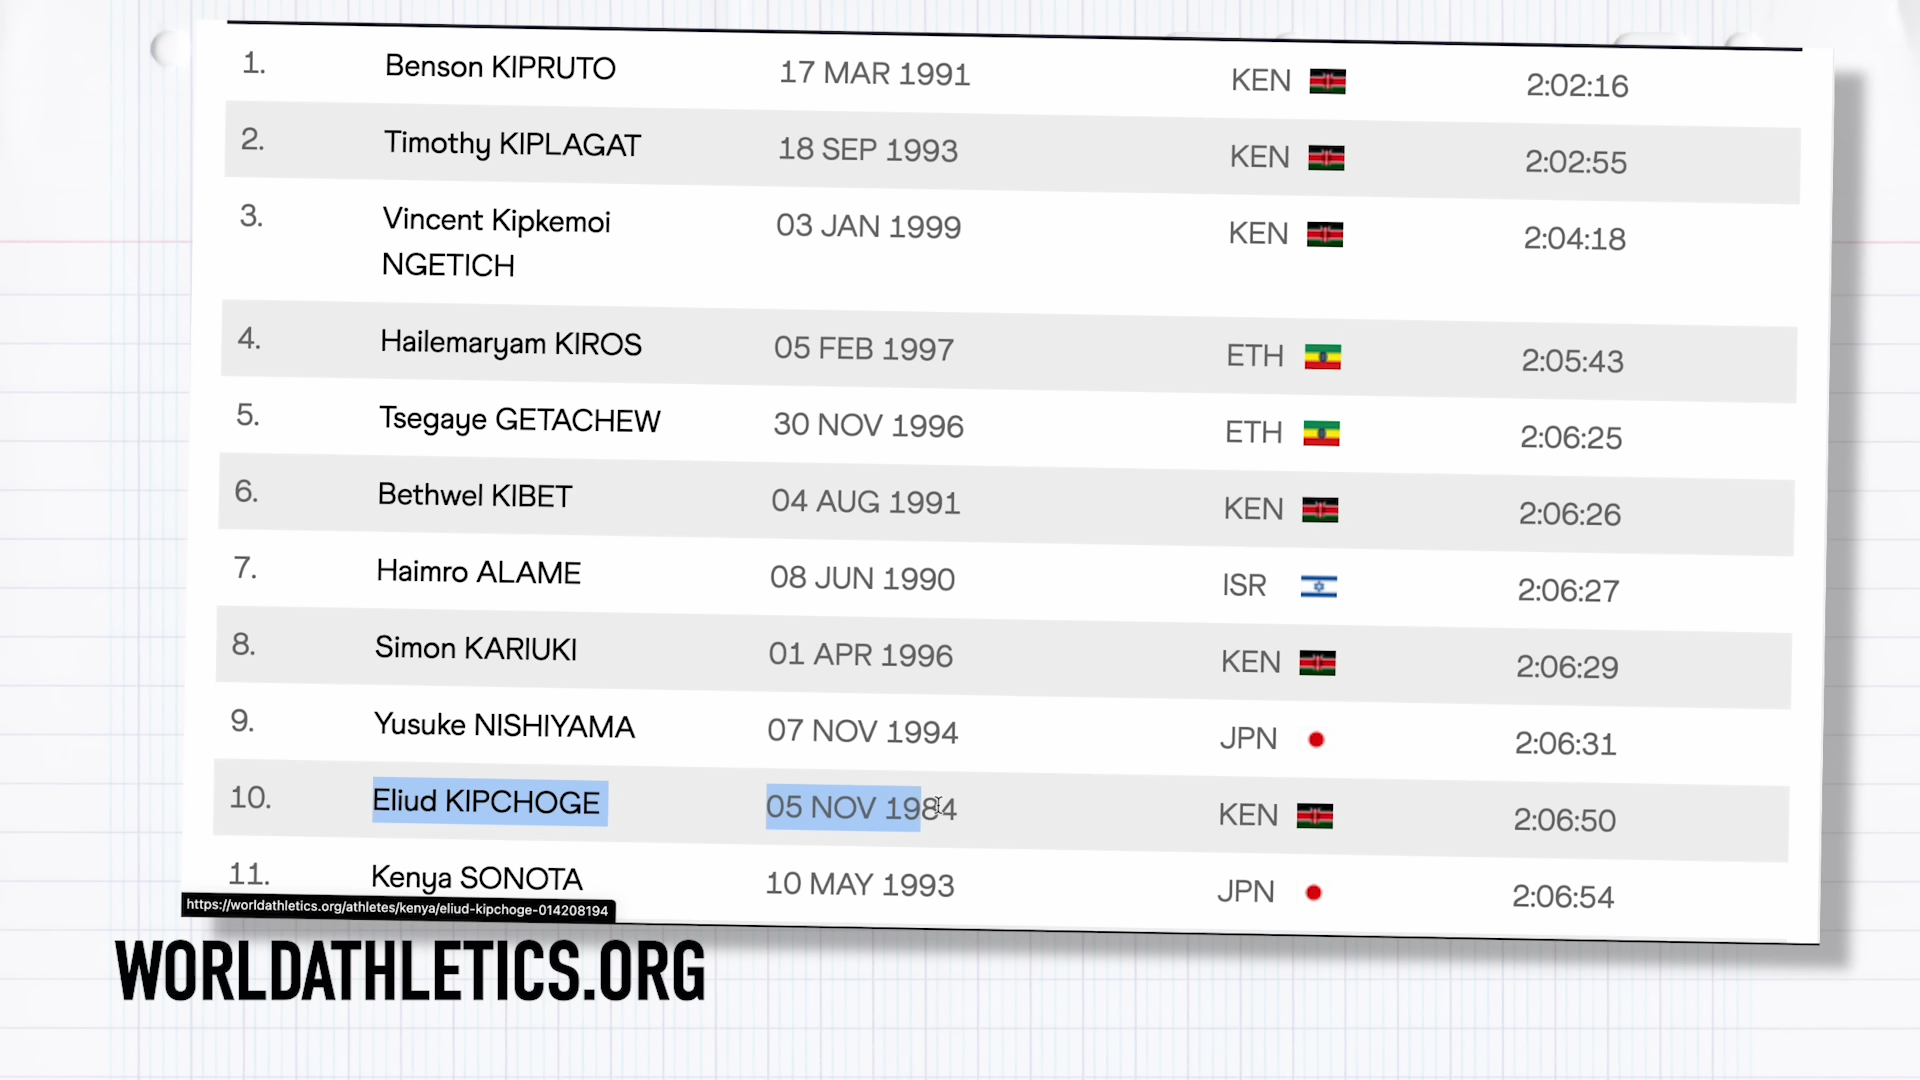 1. Benson KIPRUTO 17 MAR 1991 KEN 2:02:16
2. Timothy KIPLAGAT 18 SEP 1993 KEN 2:02:55
3. Vincent Kipkemoi 03 JAN 1999 KEN 2:04:18
NGETICH
4. Hailemaryam KIROS 05 FEB 1997 ETH 2:05:43
5. Tsegaye GETACHEW 30 NOV 1996 ETH 2:06:25
6. Bethwel KIBET 04 AUG 1991 KEN 2:06:26
7. Haimro ALAME 08 JUN 1990 ISR 2:06:27
8. Simon KARIUKI 01 APR 1996 KEN 2:06:29
9. Yusuke NISHIYAMA 07 NOV 1994 JPN 2:06:31
10. Eliud KIPCHOGE 05 NOV 1984 KEN 2:06:50
11. Kenya SONOTA 10 MAY 1993 JPN 2:06:54
https://worldathletics.org/athletes/kenya/eliud-kipchoge-014208194
WORLDATHLETICS.ORG